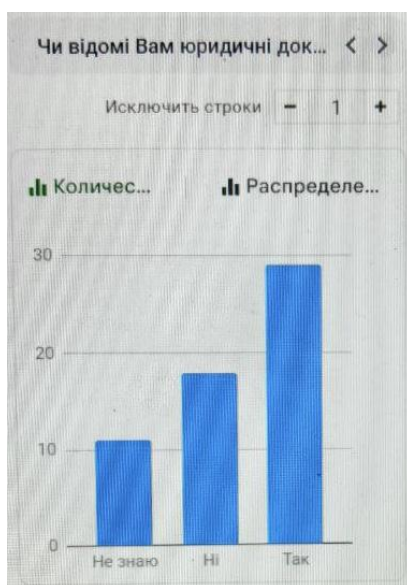 Чи відомі Вам юридичні док... < >
Исключить строки − 1 +
Количес... Распределе...
30
20
10
0
Не знаю Ні Так